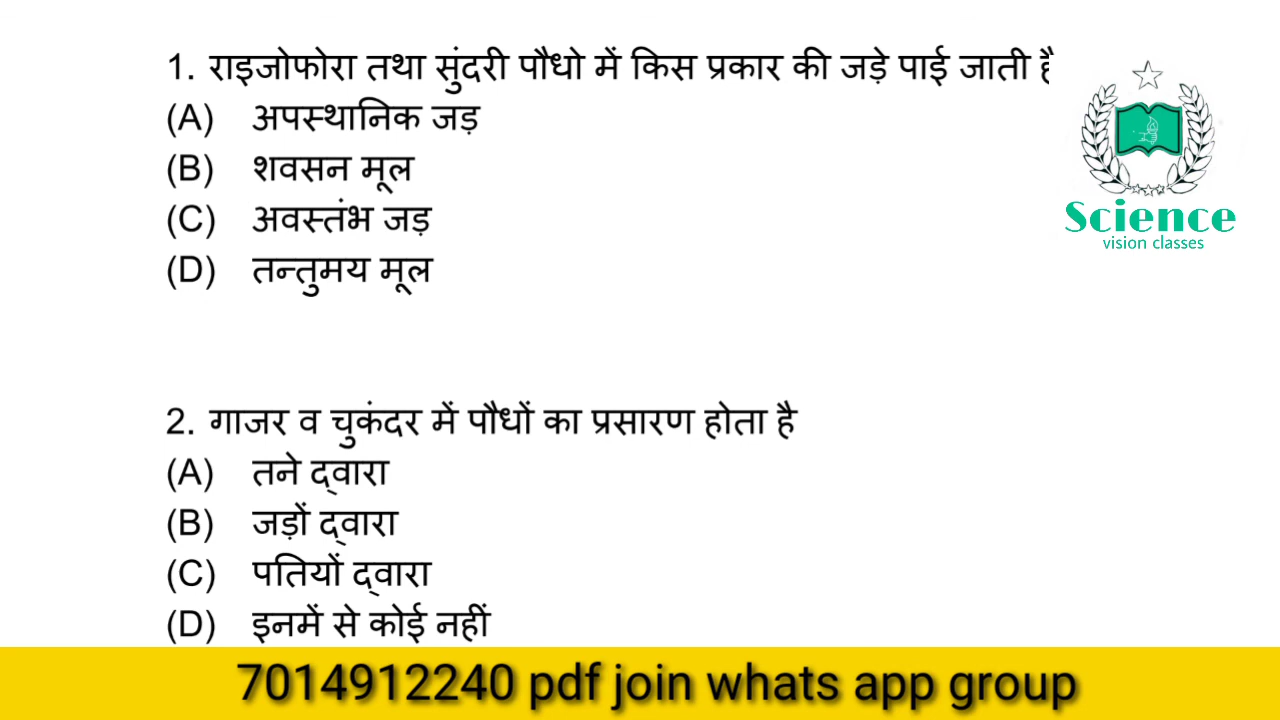 1. राइजोफोरा तथा सुंदरी पौधो में किस प्रकार की जड़े पाई जाती है
(A) अपस्थानिक जड़
(B) शवसन मूल
(C) अवस्तंभ जड़
(D) तन्तुमय मूल
Science
vision classes
2. गाजर व चुकंदर में पौधों का प्रसारण होता है
(A) तने द्वारा
(B) जड़ों द्वारा
(C) पतियों द्वारा
(D) इनमें से कोई नहीं
7014912240 pdf join whats app group